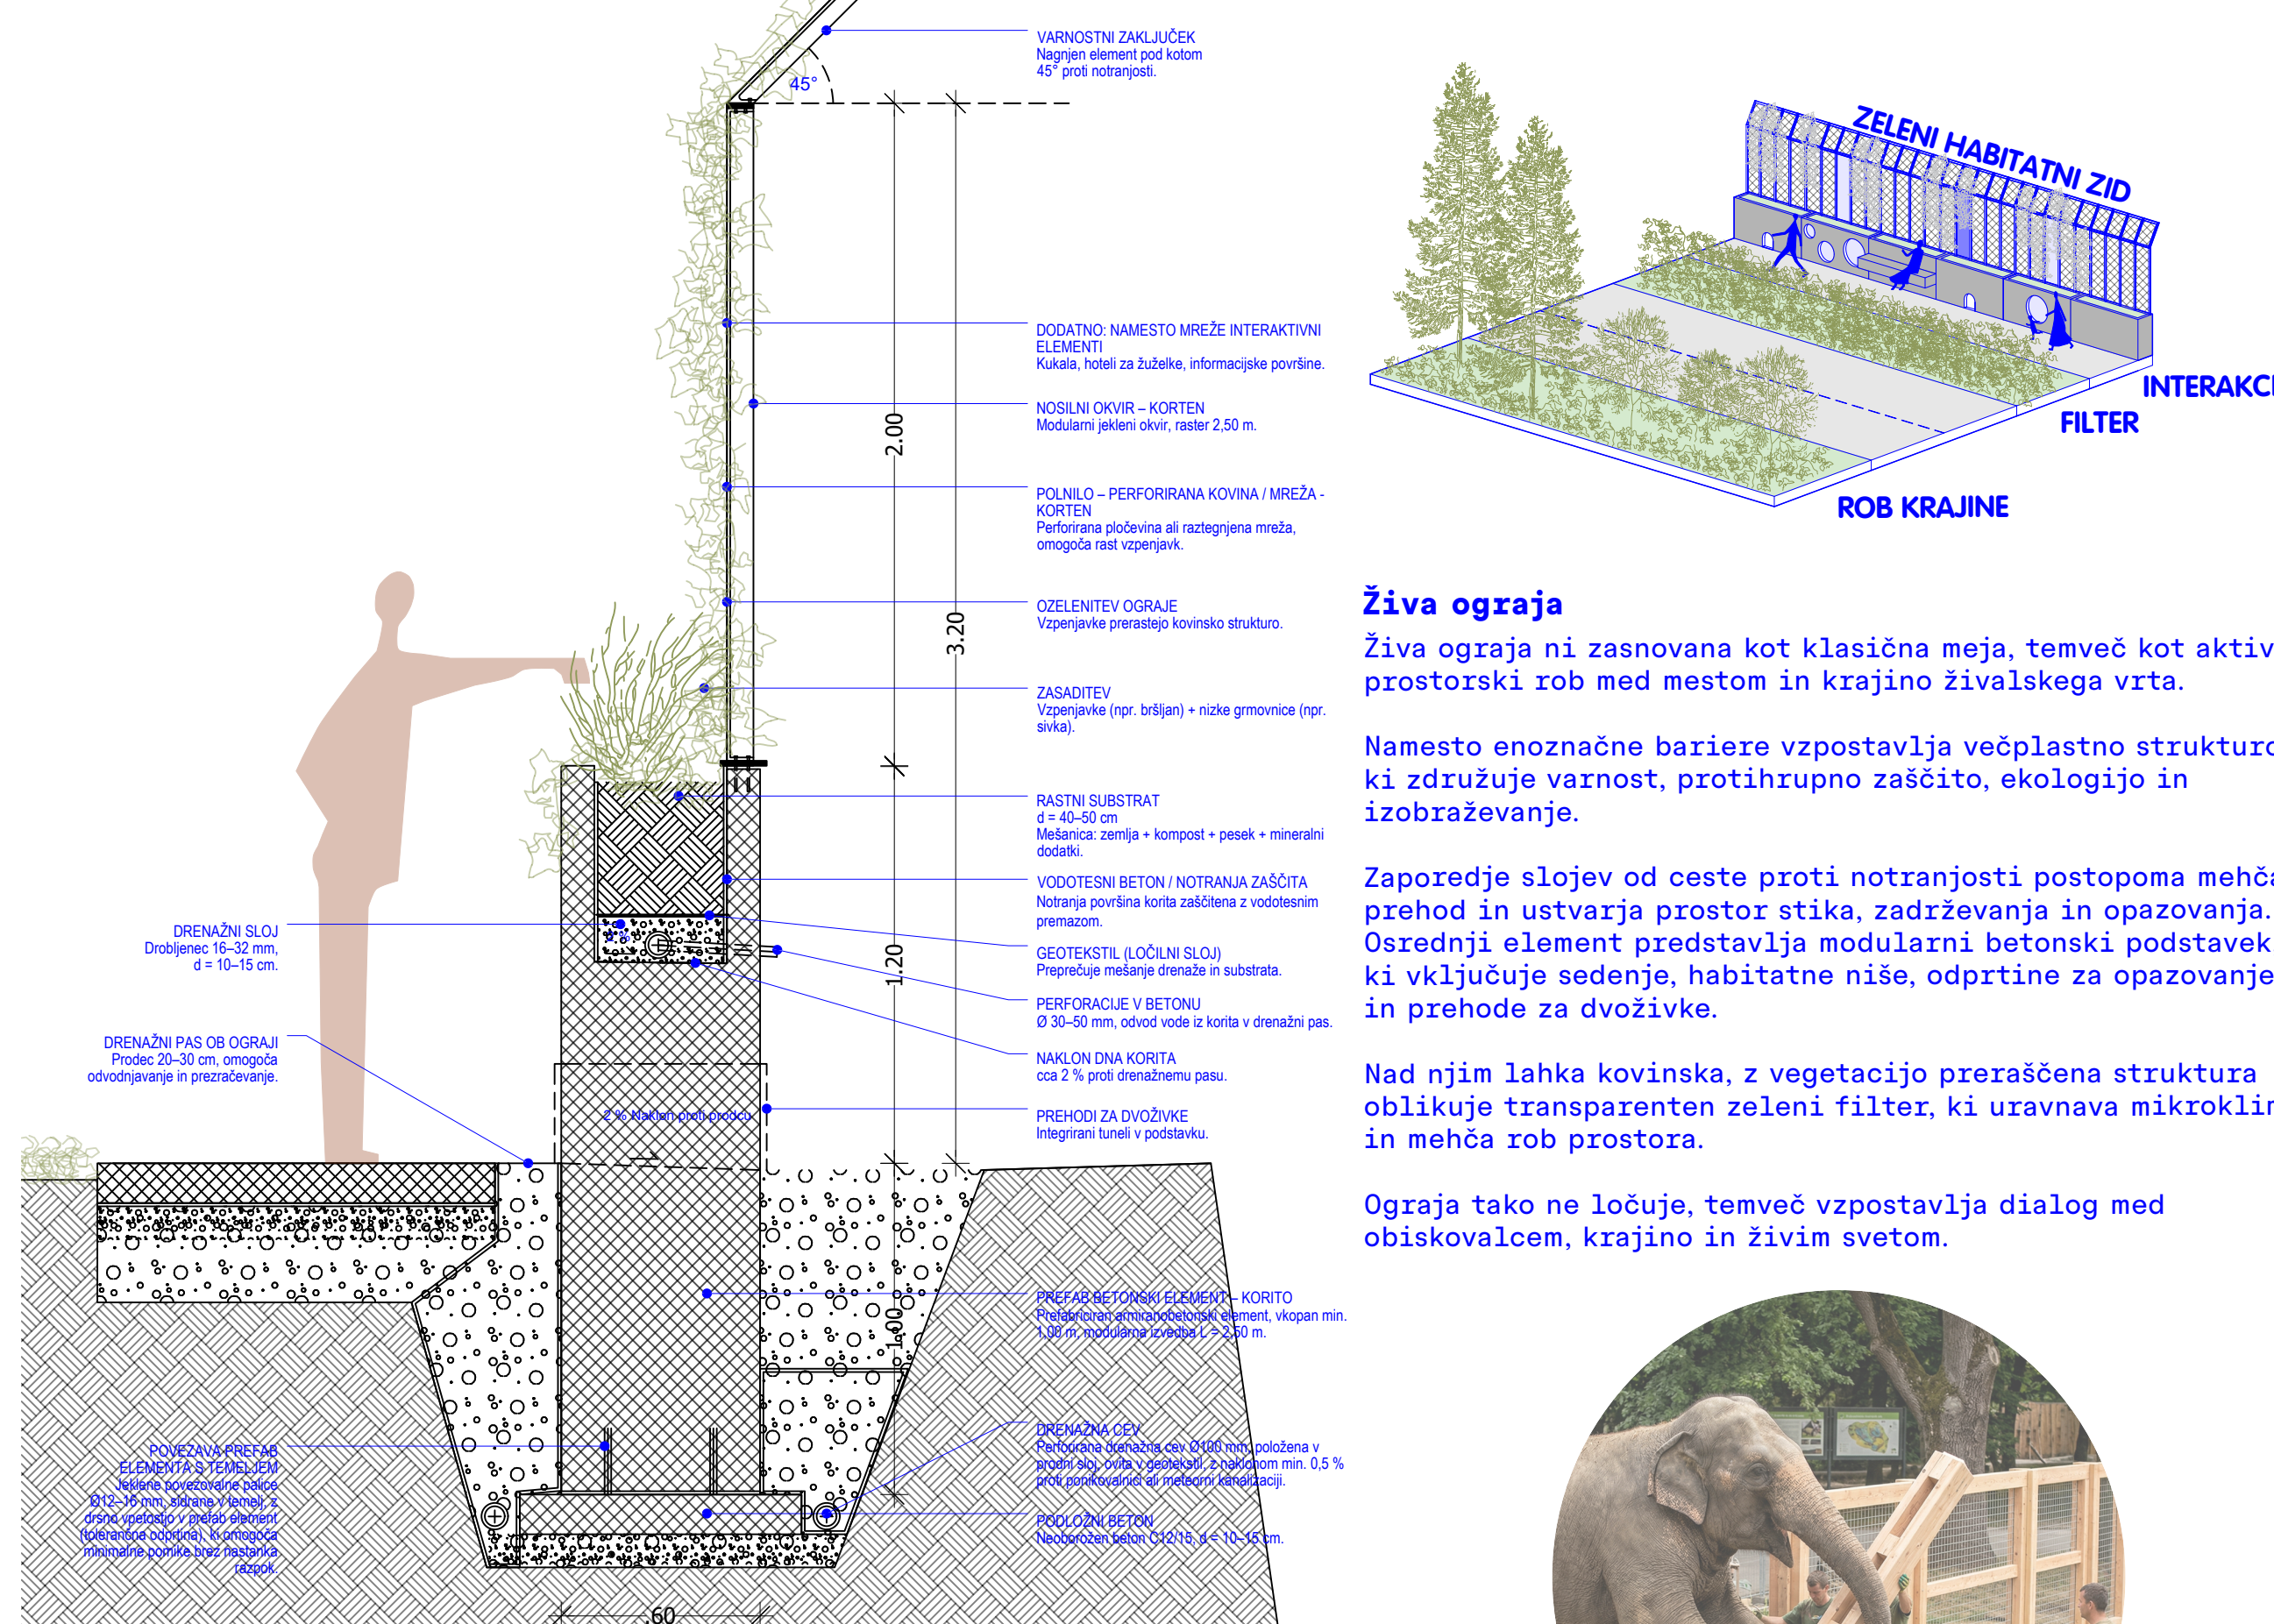 VARNOSTNI ZAKLJUČEK
Nagnjen element pod kotom
45° proti notranjosti.
45°
DODATNO: NAMESTO MREŽE INTERAKTIVNI
ELEMENTI
Kukala, hoteli za žuželke, informacijske površine.
NOSILNI OKVIR – KORTEN
Modularni jekleni okvir, raster 2,50 m.
2.00
POLNILO – PERFORIRANA KOVINA / MREŽA -
KORTEN
Perforirana pločevina ali raztegnjena mreža,
omogoča rast vzpenjavk.
OZELENITEV OGRAJE
Vzpenjavke prerastejo kovinsko strukturo.
3.20
ZASADITEV
Vzpenjavke (npr. bršljan) + nizke grmovnice (npr.
sivka).
RASTNI SUBSTRAT
d = 40–50 cm
Mešanica: zemlja + kompost + pesek + mineralni
dodatki.
VODOTESNI BETON / NOTRANJA ZAŠČITA
Notranja površina korita zaščitena z vodotesnim
premazom.
GEOTEKSTIL (LOČILNI SLOJ)
Preprečuje mešanje drenaže in substrata.
1.20
PERFORACIJE V BETONU
Ø 30–50 mm, odvod vode iz korita v drenažni pas.
NAKLON DNA KORITA
cca 2 % proti drenažnemu pasu.
PREHODI ZA DVOŽIVKE
Integrirani tuneli v podstavku.
2 %
2 % Naklon proti prodcu
DRENAŽNI SLOJ
Drobljenec 16–32 mm,
d = 10–15 cm.
DRENAŽNI PAS OB OGRAJI
Prodec 20–30 cm, omogoča
odvodnjavanje in prezračevanje.
PREFAB BETONSKI ELEMENT – KORITO
Prefabriciran armiranobetonski element, vkopan min.
1,00 m, modularna izvedba L = 2,50 m.
1.00
DRENAŽNA CEV
Perforirana drenažna cev Ø100 mm, položena v
prodni sloj, ovita v geotekstil, z naklonom min. 0,5 %
proti ponikovalnici ali meteorni kanalizaciji.
PODLOŽNI BETON
Neoborožen beton C12/15, d = 10–15 cm.
POVEZAVA PREFAB
ELEMENTA S TEMELJEM
Jeklene povezovalne palice
Ø12–16 mm, sidrane v temelj, z
drsno vpetostjo v prefab element
(tolerančna odprtina), ki omogoča
minimalne pomike brez nastanka
razpok.
.60
ZELENI HABITATNI ZID
INTERAKCI
FILTER
ROB KRAJINE
Živa ograja
Živa ograja ni zasnovana kot klasična meja, temveč kot aktiv
prostorski rob med mestom in krajino živalskega vrta.
Namesto enoznačne bariere vzpostavlja večplastno strukturo
ki združuje varnost, protihrupno zaščito, ekologijo in
izobraževanje.
Zaporedje slojev od ceste proti notranjosti postopoma mehča
prehod in ustvarja prostor stika, zadrževanja in opazovanja.
Osrednji element predstavlja modularni betonski podstavek
ki vključuje sedenje, habitatne niše, odprtine za opazovanje
in prehode za dvoživke.
Nad njim lahka kovinska, z vegetacijo preraščena struktura
oblikuje transparenten zeleni filter, ki uravnava mikroklim
in mehča rob prostora.
Ograja tako ne ločuje, temveč vzpostavlja dialog med
obiskovalcem, krajino in živim svetom.